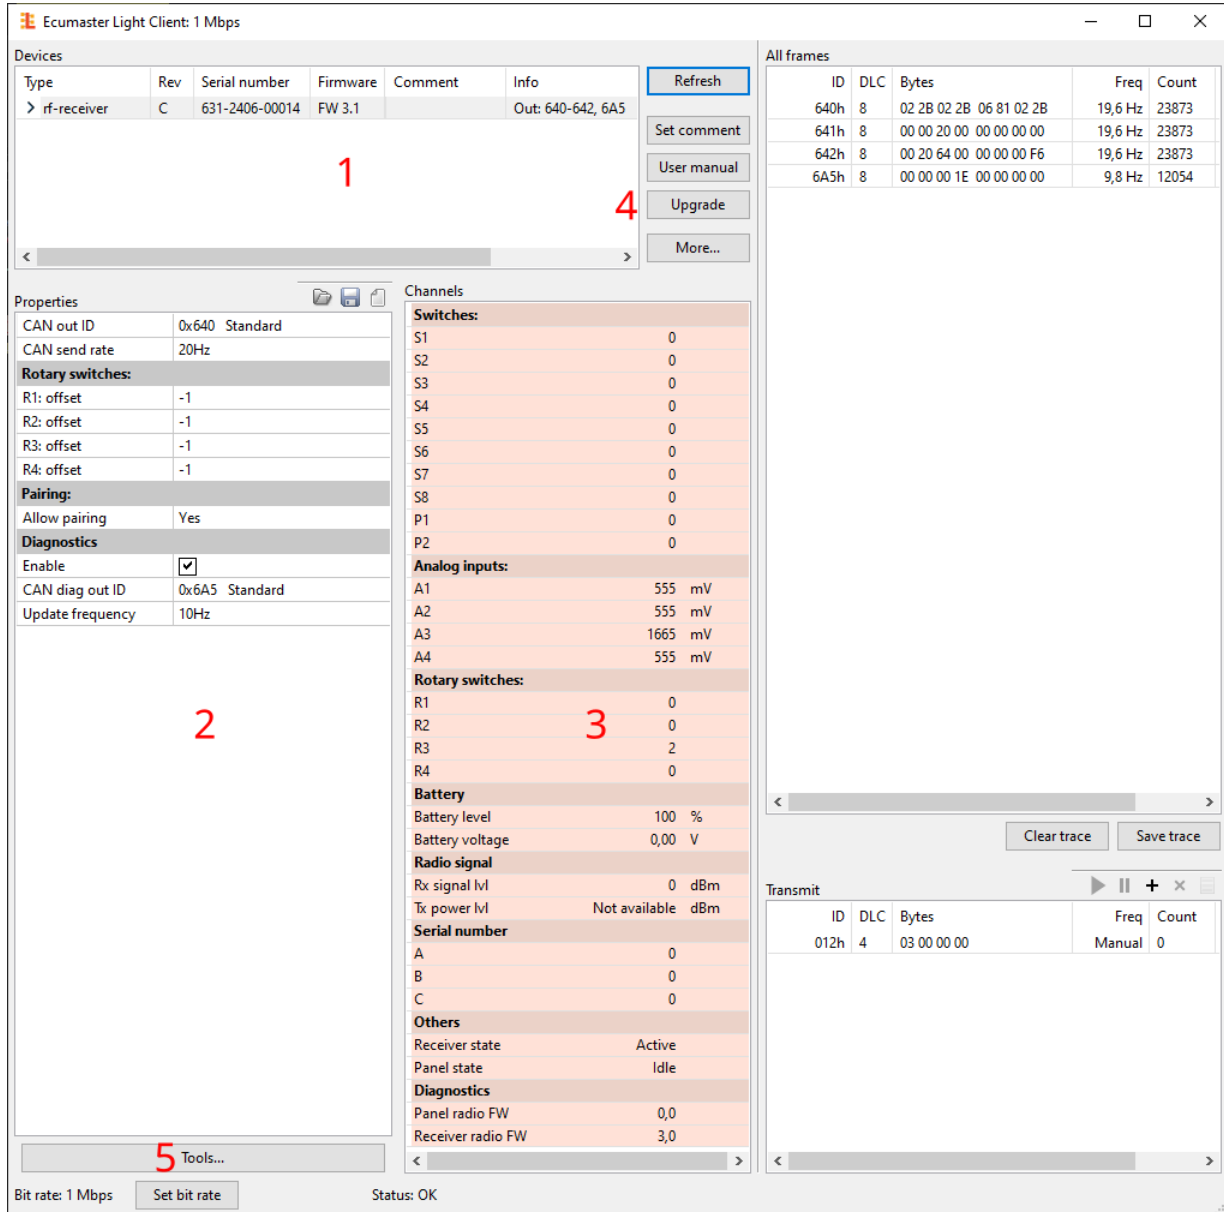 Ecumaster Light Client: 1 Mbps
Devices
Type Rev Serial number Firmware Comment Info
rf-receiver C 631-2406-00014 FW 3.1 Out: 640-642, 6A5
1
Refresh
Set comment
User manual
4
Upgrade
More...
Properties
CAN out ID 0x640 Standard
CAN send rate 20Hz
Rotary switches:
R1: offset -1
R2: offset -1
R3: offset -1
R4: offset -1
Pairing:
Allow pairing Yes
Diagnostics
Enable
CAN diag out ID 0x6A5 Standard
Update frequency 10Hz
2
5
Tools...
Channels
Switches:
S1 0
S2 0
S3 0
S4 0
S5 0
S6 0
S7 0
S8 0
P1 0
P2 0
Analog inputs:
A1 555 mV
A2 555 mV
A3 1665 mV
A4 555 mV
Rotary switches:
R1 0
R2 0
3
R3 2
R4 0
Battery
Battery level 100 %
Battery voltage 0,00 V
Radio signal
Rx signal lvl 0 dBm
Tx power lvl Not available dBm
Serial number
A 0
B 0
C 0
Others
Receiver state Active
Panel state Idle
Diagnostics
Panel radio FW 0,0
Receiver radio FW 3,0
All frames
ID DLC Bytes Freq Count
640h 8 02 2B 02 2B 06 81 02 2B 19,6 Hz 23873
641h 8 00 00 20 00 00 00 00 00 19,6 Hz 23873
642h 8 00 20 64 00 00 00 00 F6 19,6 Hz 23873
6A5h 8 00 00 00 1E 00 00 00 00 9,8 Hz 12054
Clear trace
Save trace
Transmit
ID DLC Bytes Freq Count
012h 4 03 00 00 00 Manual 0
Bit rate: 1 Mbps
Set bit rate
Status: OK